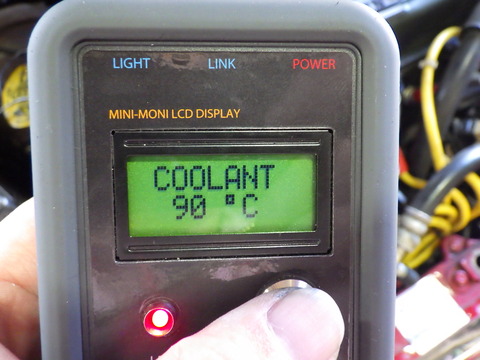 LIGHT LINK POWER
MINI-MONI LCD DISPLAY
COOLANT
90 °C